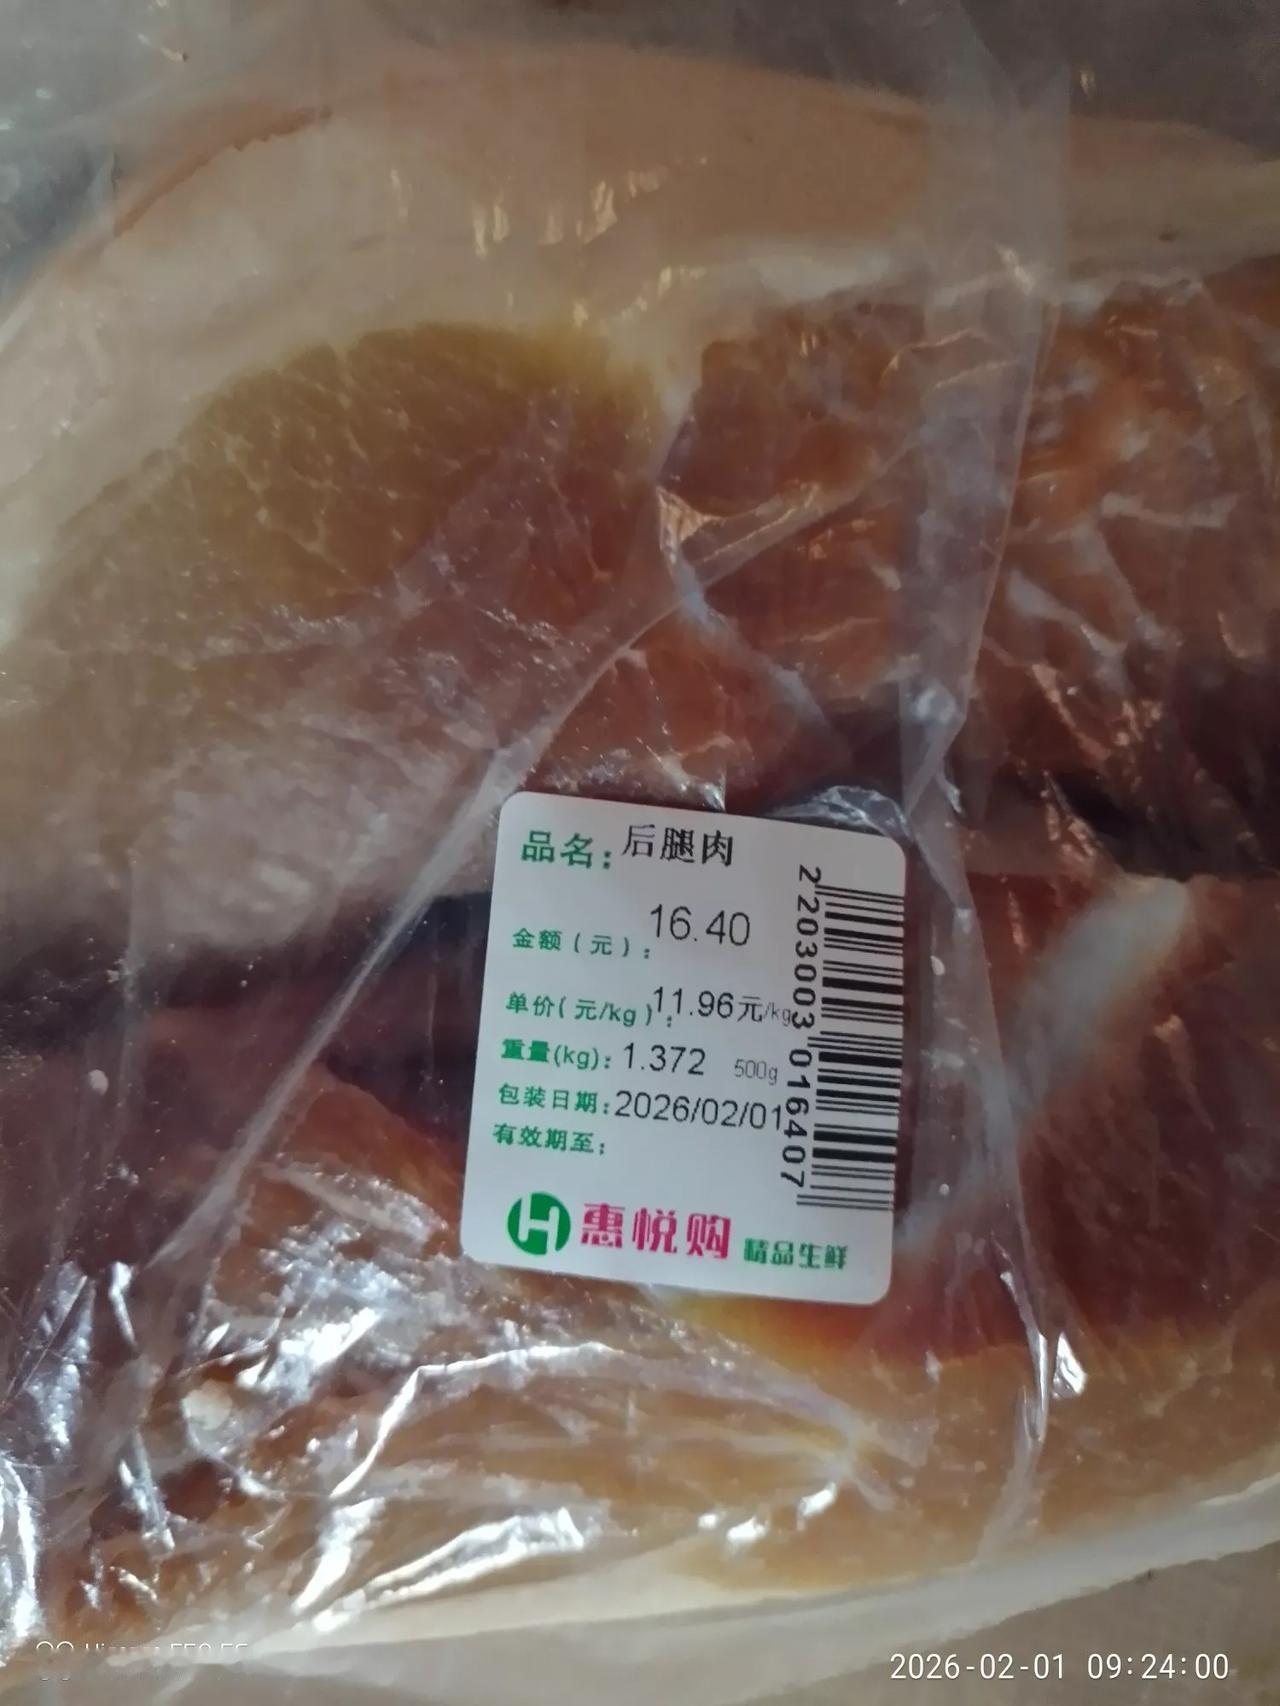 品名：后腿肉
金额（元）：16.40
单价(元/kg)：11.96元/kg
重量(kg)：1.372 500g
包装日期：2026/02/01
有效期至：
2203003016407
H 惠悦购 精品生鲜
2026-02-01 09:24:00